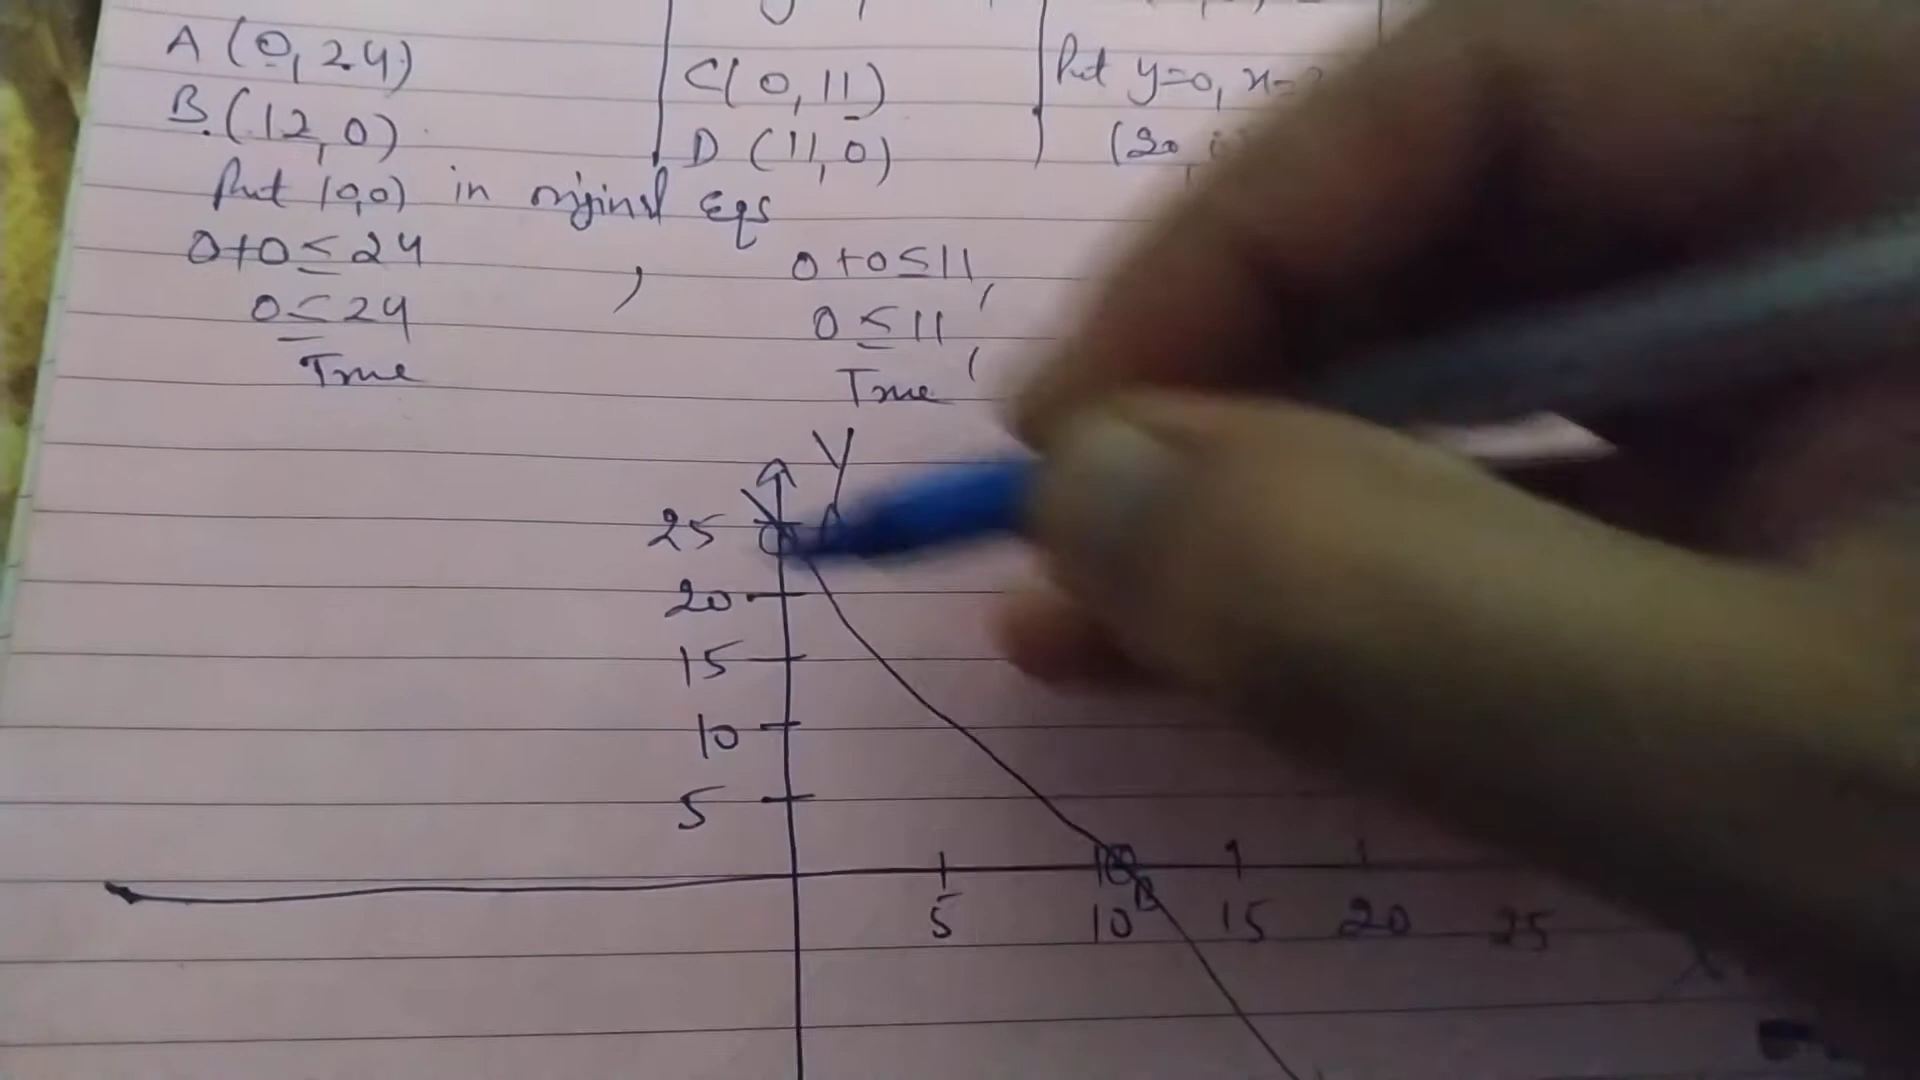 A (0, 24)
B. (12, 0)
C( 0, 11)
D (11, 0)
Put y=0, x=
(20,
Put (0,0) in original Eqs
0+0 ≤ 24 , 0+0 ≤ 11,
0 ≤ 24 0 ≤ 11,
True True
Y
25 A
20
15
10
5
B
5 10 15 20 25
X